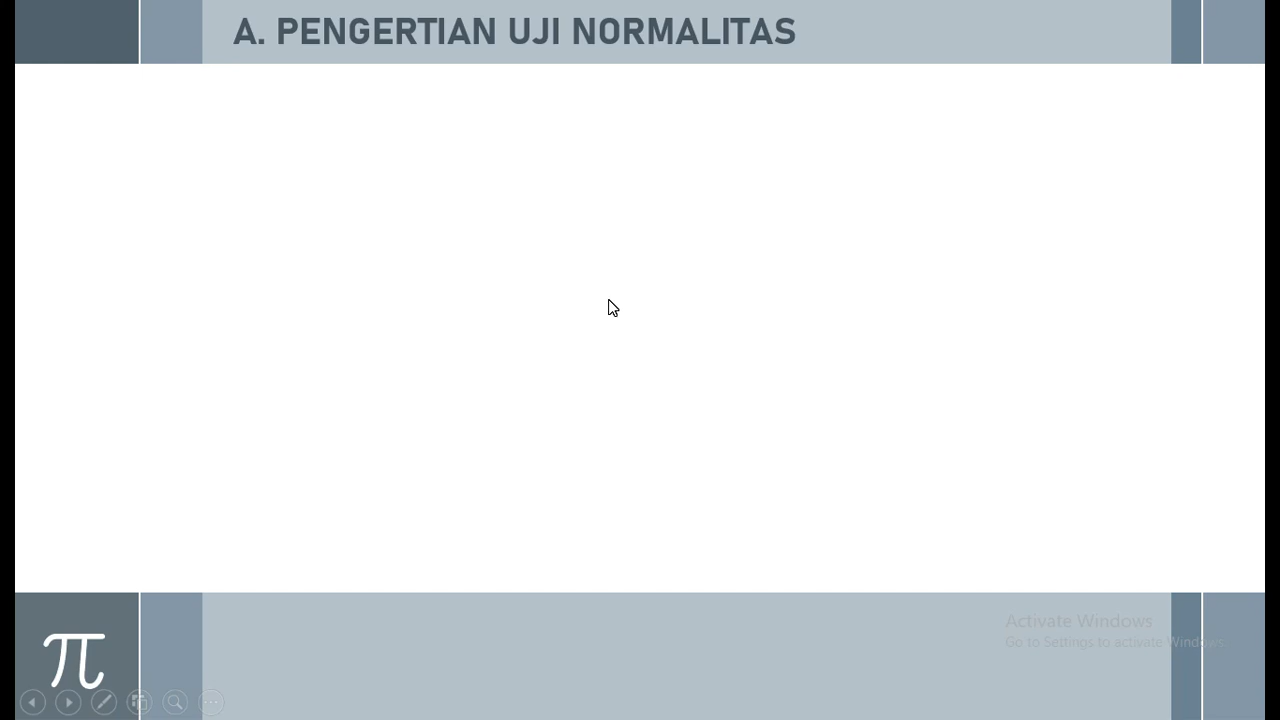 A. PENGERTIAN UJI NORMALITAS
π
Activate Windows
Go to Settings to activate Windows.